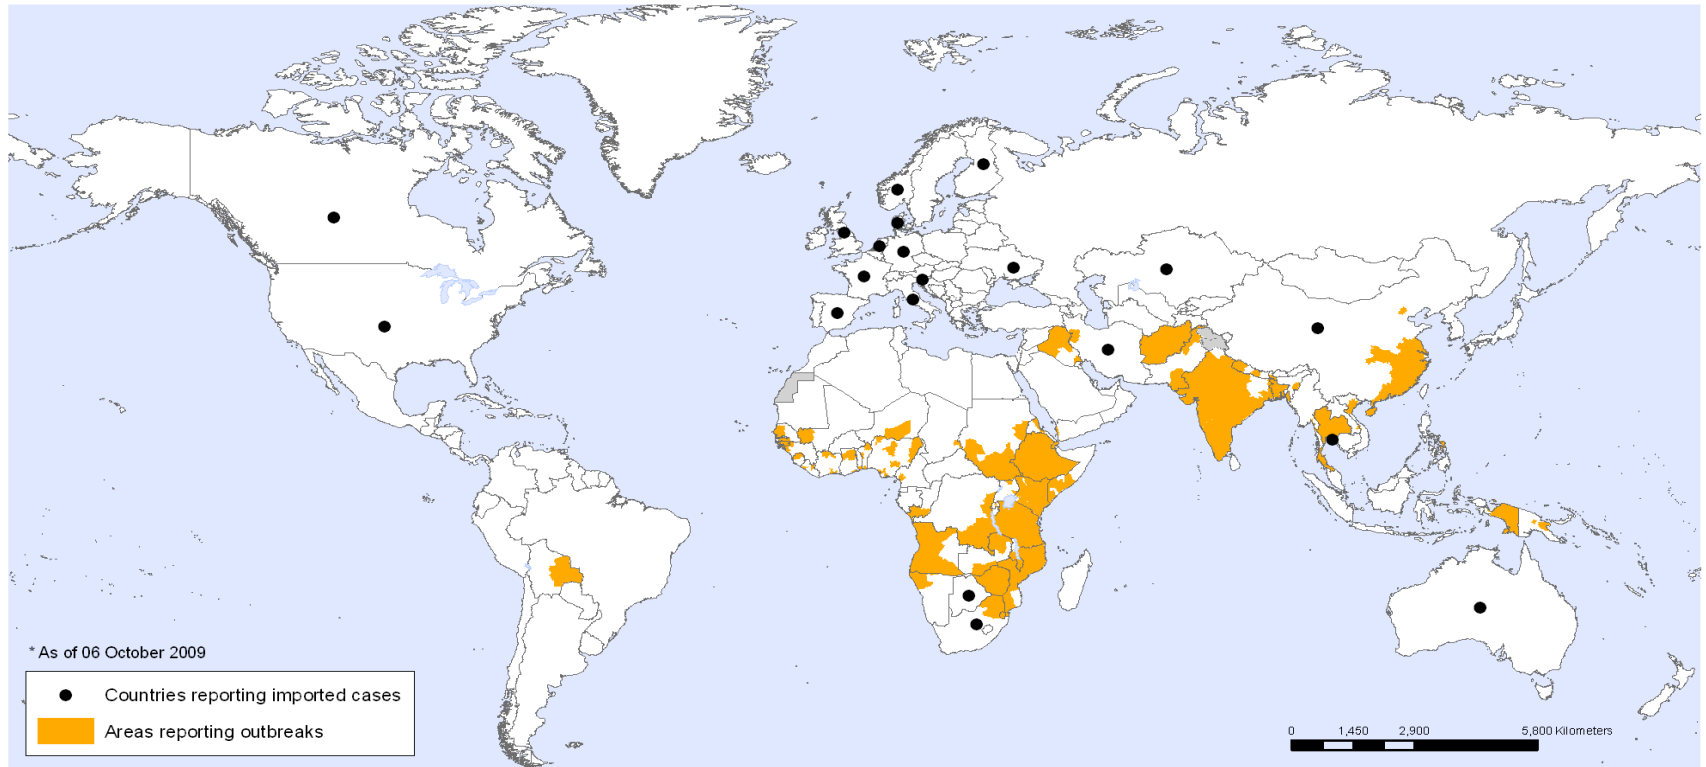 * As of 06 October 2009
Countries reporting imported cases
Areas reporting outbreaks
0 1,450 2,900 5,800 Kilometers